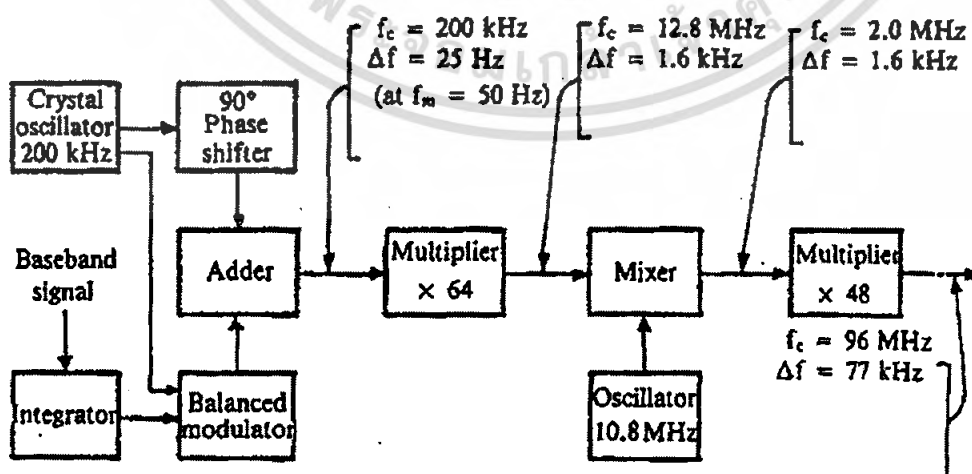 f_c = 200 kHz
Δf = 25 Hz
(at f_m = 50 Hz)
f_c = 12.8 MHz
Δf = 1.6 kHz
f_c = 2.0 MHz
Δf = 1.6 kHz
Crystal
oscillator
200 kHz
90°
Phase
shifter
Baseband
signal
Adder
Multiplier
× 64
Mixer
Multiplier
× 48
f_c = 96 MHz
Δf = 77 kHz
Integrator
Balanced
modulator
Oscillator
10.8 MHz